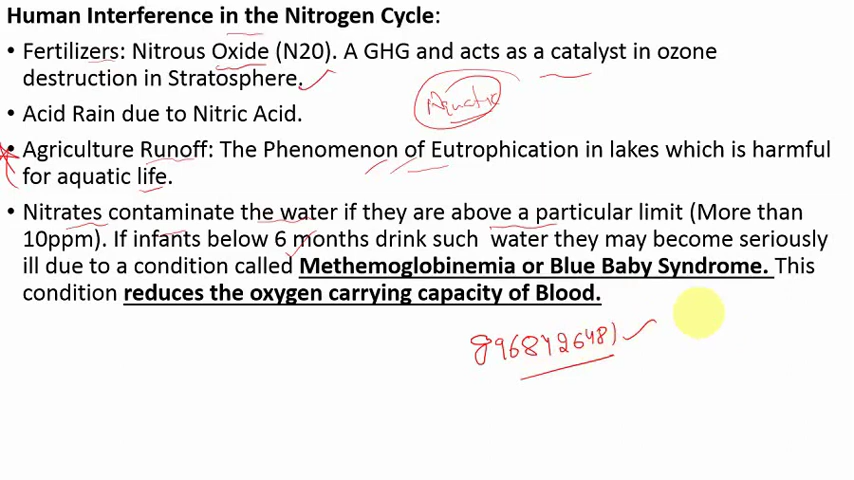 Human Interference in the Nitrogen Cycle:
• Fertilizers: Nitrous Oxide (N20). A GHG and acts as a catalyst in ozone
destruction in Stratosphere.
Aquatic
• Acid Rain due to Nitric Acid.
• Agriculture Runoff: The Phenomenon of Eutrophication in lakes which is harmful
for aquatic life.
• Nitrates contaminate the water if they are above a particular limit (More than
10ppm). If infants below 6 months drink such water they may become seriously
ill due to a condition called Methemoglobinemia or Blue Baby Syndrome. This
condition reduces the oxygen carrying capacity of Blood.